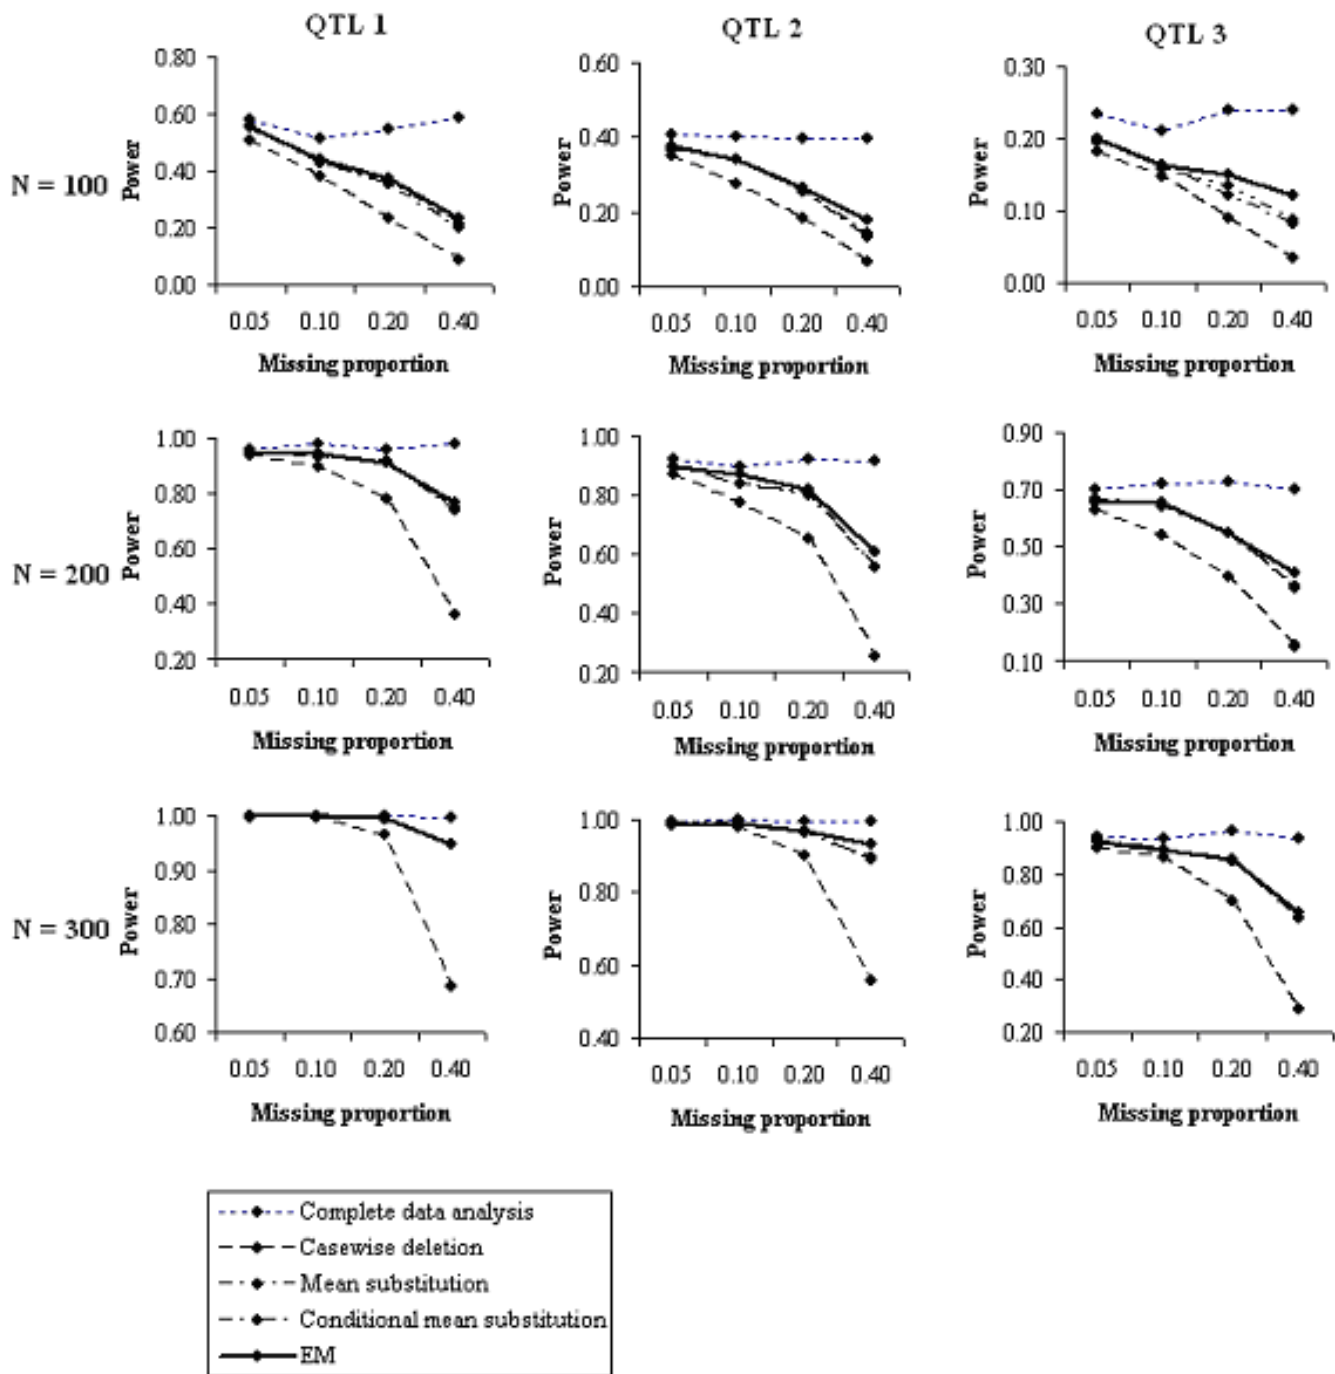 QTL 1
QTL 2
QTL 3
N = 100
Power
0.80
0.60
0.40
0.20
0.00
0.05 0.10 0.20 0.40
Missing proportion
Power
0.60
0.40
0.20
0.00
0.05 0.10 0.20 0.40
Missing proportion
Power
0.30
0.20
0.10
0.00
0.05 0.10 0.20 0.40
Missing proportion
N = 200
Power
1.00
0.80
0.60
0.40
0.20
0.05 0.10 0.20 0.40
Missing proportion
Power
1.00
0.80
0.60
0.40
0.20
0.05 0.10 0.20 0.40
Missing proportion
Power
0.90
0.70
0.50
0.30
0.10
0.05 0.10 0.20 0.40
Missing proportion
N = 300
Power
1.00
0.90
0.80
0.70
0.60
0.05 0.10 0.20 0.40
Missing proportion
Power
1.00
0.80
0.60
0.40
0.05 0.10 0.20 0.40
Missing proportion
Power
1.00
0.80
0.60
0.40
0.20
0.05 0.10 0.20 0.40
Missing proportion
Complete data analysis
Casewise deletion
Mean substitution
Conditional mean substitution
EM